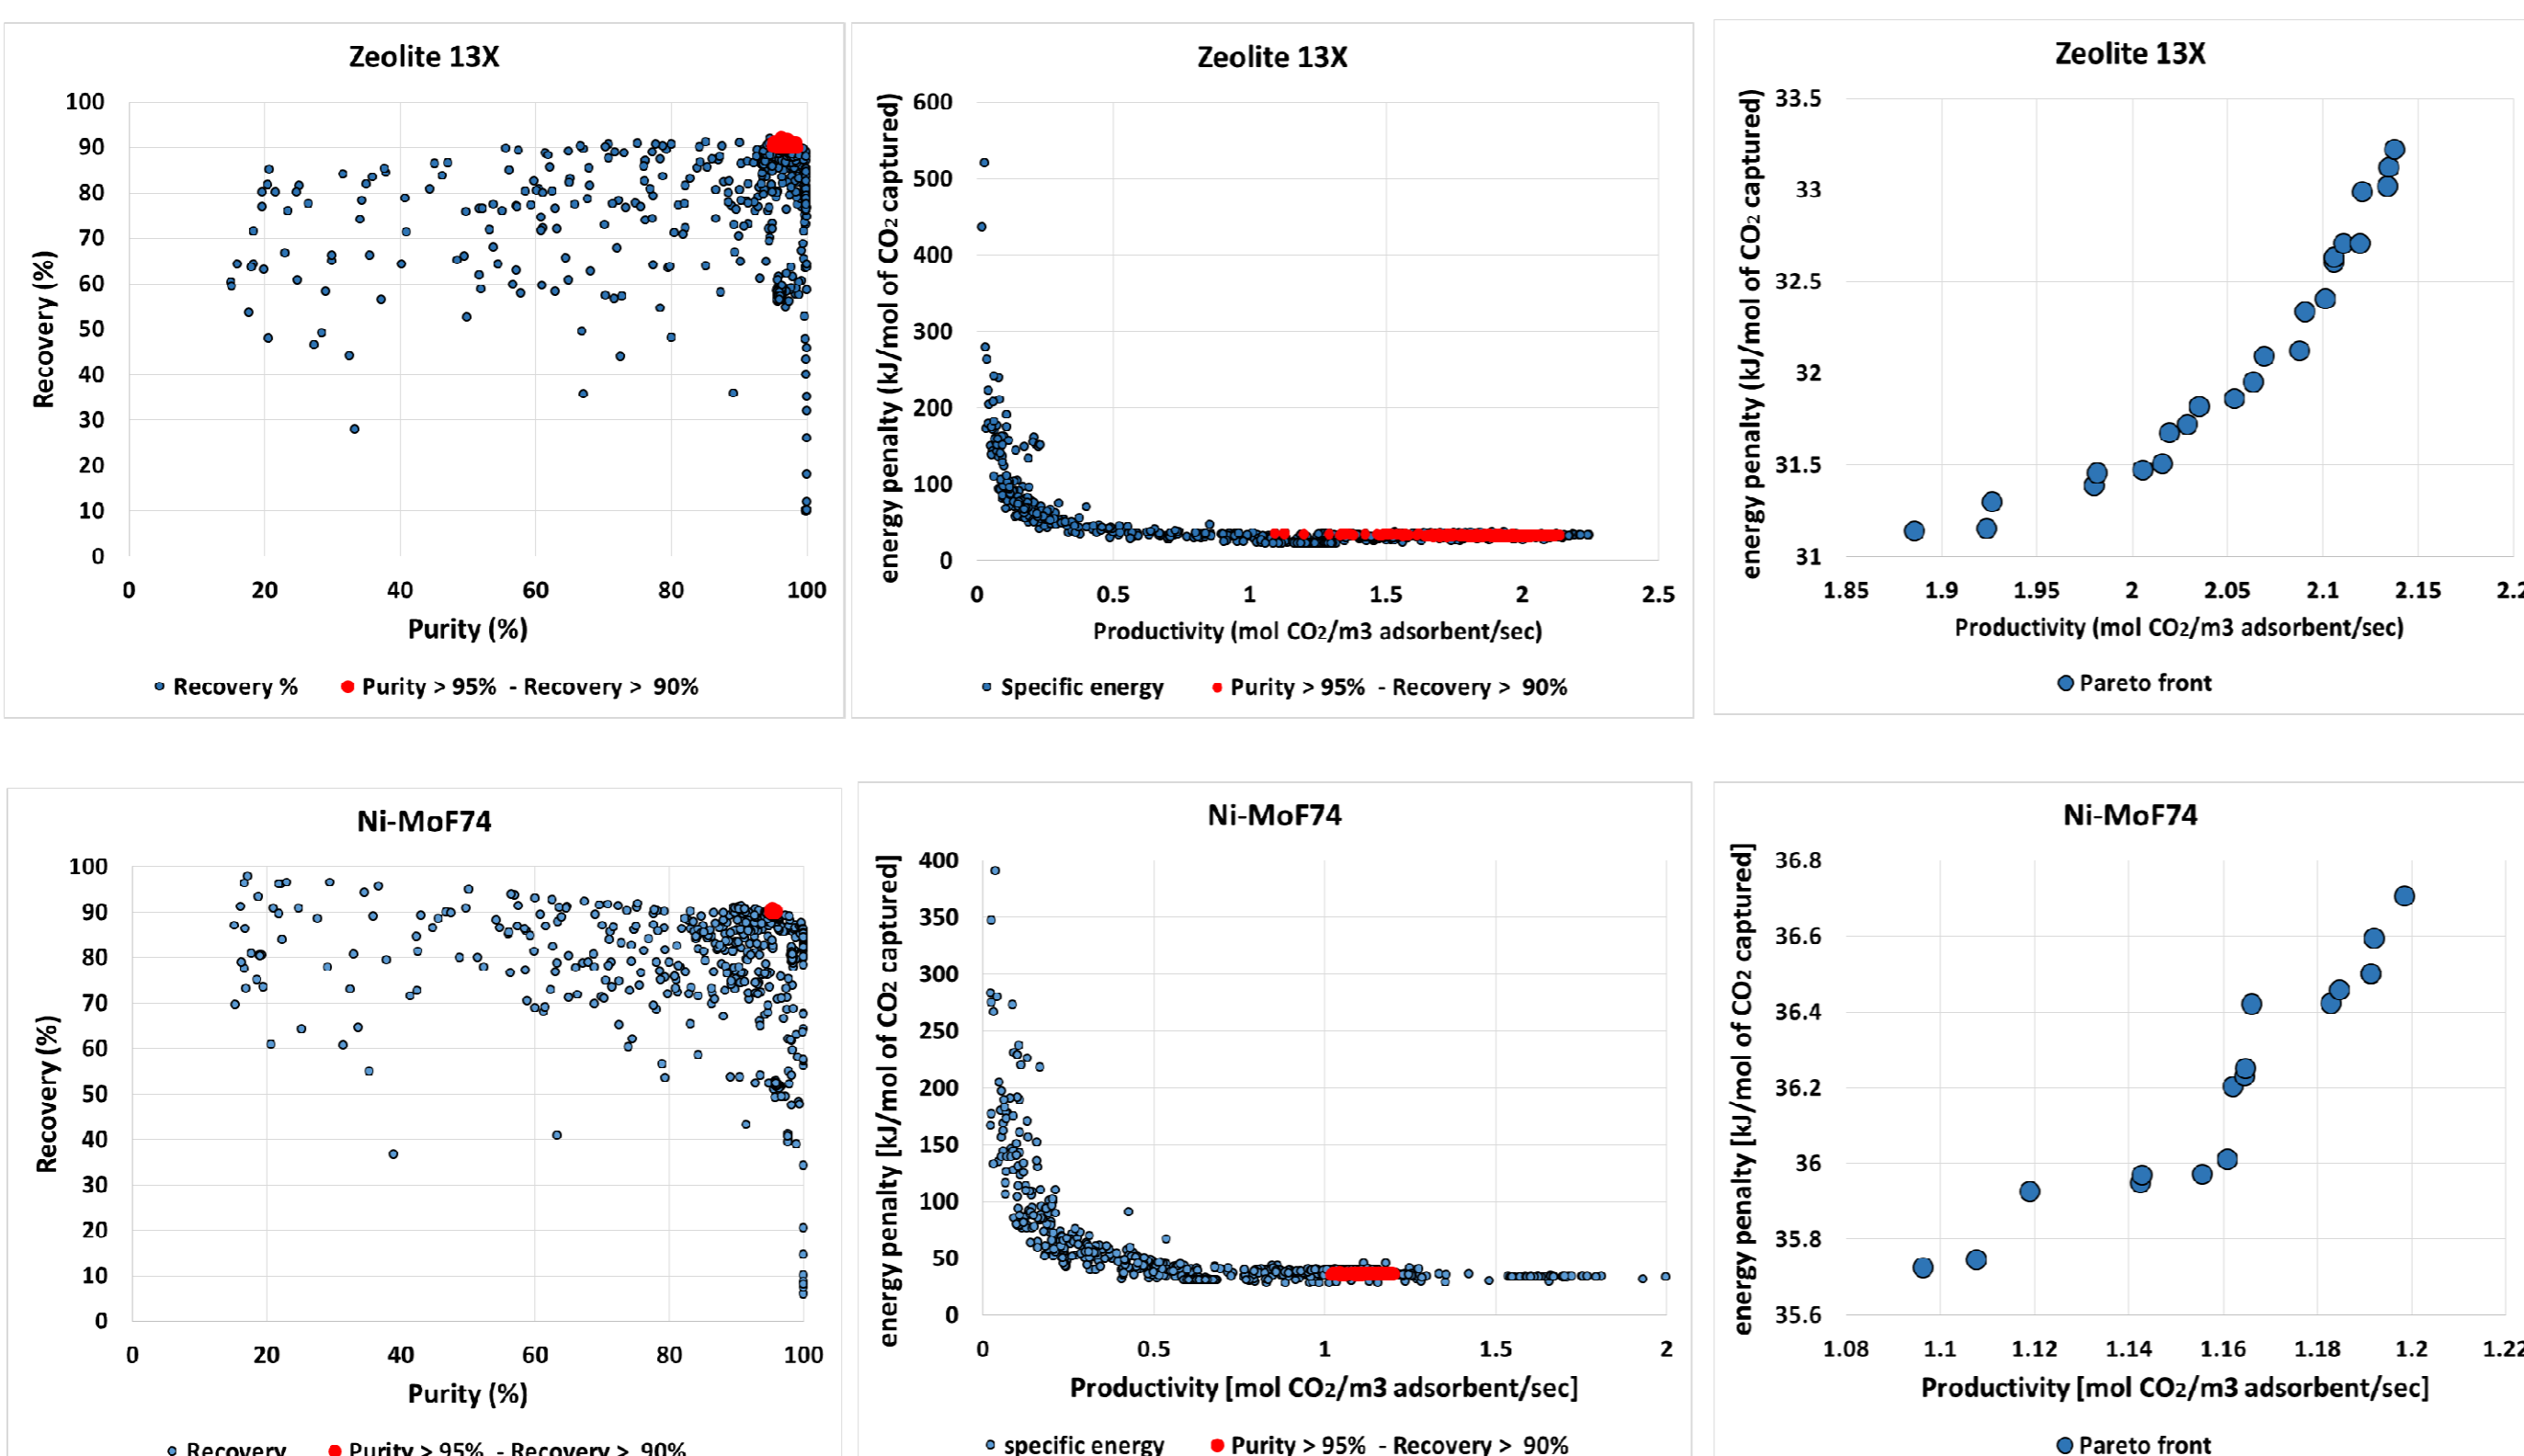 Zeolite 13X
Recovery (%)
100
90
80
70
60
50
40
30
20
10
0
0 20 40 60 80 100
Purity (%)
Recovery % Purity > 95% - Recovery > 90%
Zeolite 13X
energy penalty (kJ/mol of CO2 captured)
600
500
400
300
200
100
0
0 0.5 1 1.5 2 2.5
Productivity (mol CO2/m3 adsorbent/sec)
Specific energy Purity > 95% - Recovery > 90%
Zeolite 13X
energy penalty (kJ/mol of CO2 captured)
33.5
33
32.5
32
31.5
31
1.85 1.9 1.95 2 2.05 2.1 2.15 2.2
Productivity (mol CO2/m3 adsorbent/sec)
Pareto front
Ni-MoF74
Recovery (%)
100
90
80
70
60
50
40
30
20
10
0
0 20 40 60 80 100
Purity (%)
Recovery Purity > 95% - Recovery > 90%
Ni-MoF74
energy penalty [kJ/mol of CO2 captured]
400
350
300
250
200
150
100
50
0
0 0.5 1 1.5 2
Productivity [mol CO2/m3 adsorbent/sec]
specific energy Purity > 95% - Recovery > 90%
Ni-MoF74
energy penalty [kJ/mol of CO2 captured]
36.8
36.6
36.4
36.2
36
35.8
35.6
1.08 1.1 1.12 1.14 1.16 1.18 1.2 1.22
Productivity [mol CO2/m3 adsorbent/sec]
Pareto front